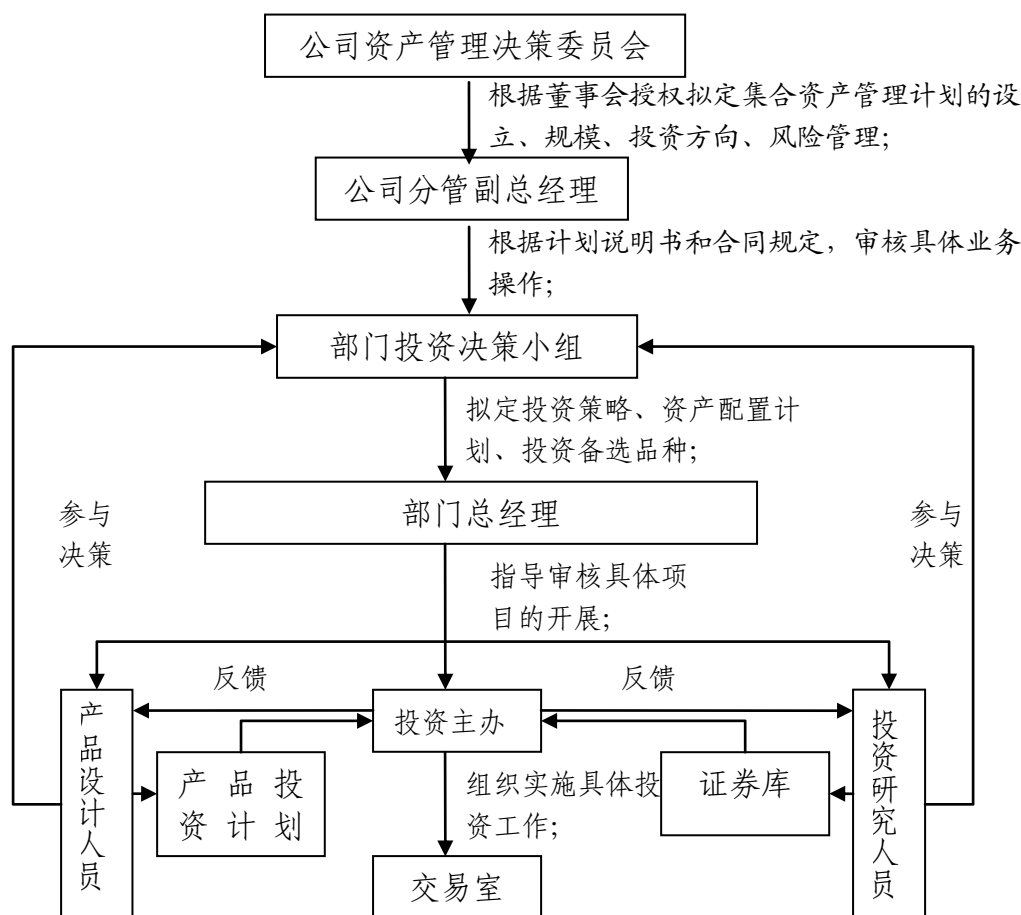 公司资产管理决策委员会
根据董事会授权拟定集合资产管理计划的设
立、规模、投资方向、风险管理;
公司分管副总经理
根据计划说明书和合同规定，审核具体业务
操作;
部门投资决策小组
拟定投资策略、资产配置计
划、投资备选品种;
部门总经理
参与
决策
参与
决策
指导审核具体项
目的开展;
反馈
反馈
产品设计人员
投资主办
投资研究人员
产品投
资计划
组织实施具体投
资工作;
证券库
交易室